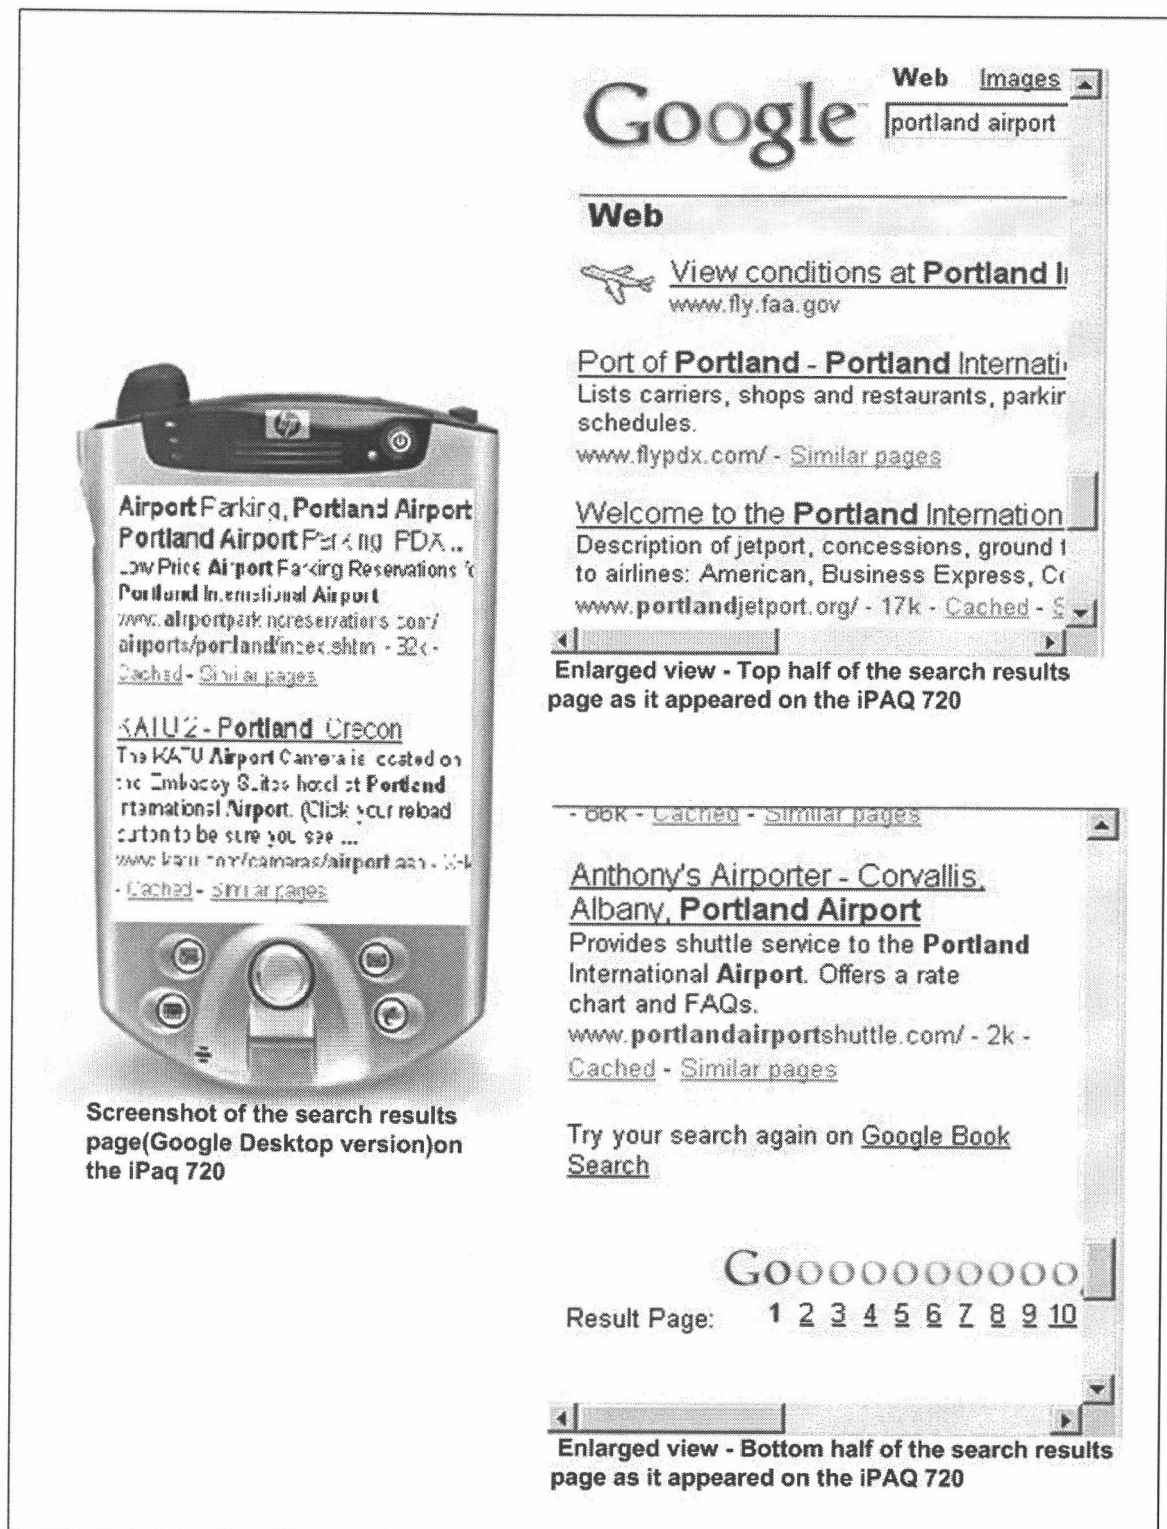 Airport Parking, Portland Airport
Portland Airport Parking PDX ..
Low Price Airport Parking Reservations
Portland International Airport
www.airportparkingreservations.com/
airports/portland/index.shtm - 32k -
Cached - Similar pages
KATU 2 - Portland, Oregon
The KATU Airport Camera is located on
the Embassy Suites hotel at Portland
International Airport. (Click your reload
button to be sure you see ...
www.katu.com/cameras/airport.asp -
- Cached - Similar pages
Screenshot of the search results
page(Google Desktop version)on
the iPaq 720
Web Images
Google
portland airport
Web
View conditions at Portland I
www.fly.faa.gov
Port of Portland - Portland Internati
Lists carriers, shops and restaurants, parkin
schedules.
www.flypdx.com/ - Similar pages
Welcome to the Portland Internation
Description of jetport, concessions, ground t
to airlines: American, Business Express, Co
www.portlandjetport.org/ - 17k - Cached - S
Enlarged view - Top half of the search results
page as it appeared on the iPAQ 720
- 66k - Cached - Similar pages
Anthony's Airporter - Corvallis,
Albany, Portland Airport
Provides shuttle service to the Portland
International Airport. Offers a rate
chart and FAQs.
www.portlandairportshuttle.com/ - 2k -
Cached - Similar pages
Try your search again on Google Book
Search
Goooooooooo
Result Page: 1 2 3 4 5 6 7 8 9 10
Enlarged view - Bottom half of the search results
page as it appeared on the iPAQ 720